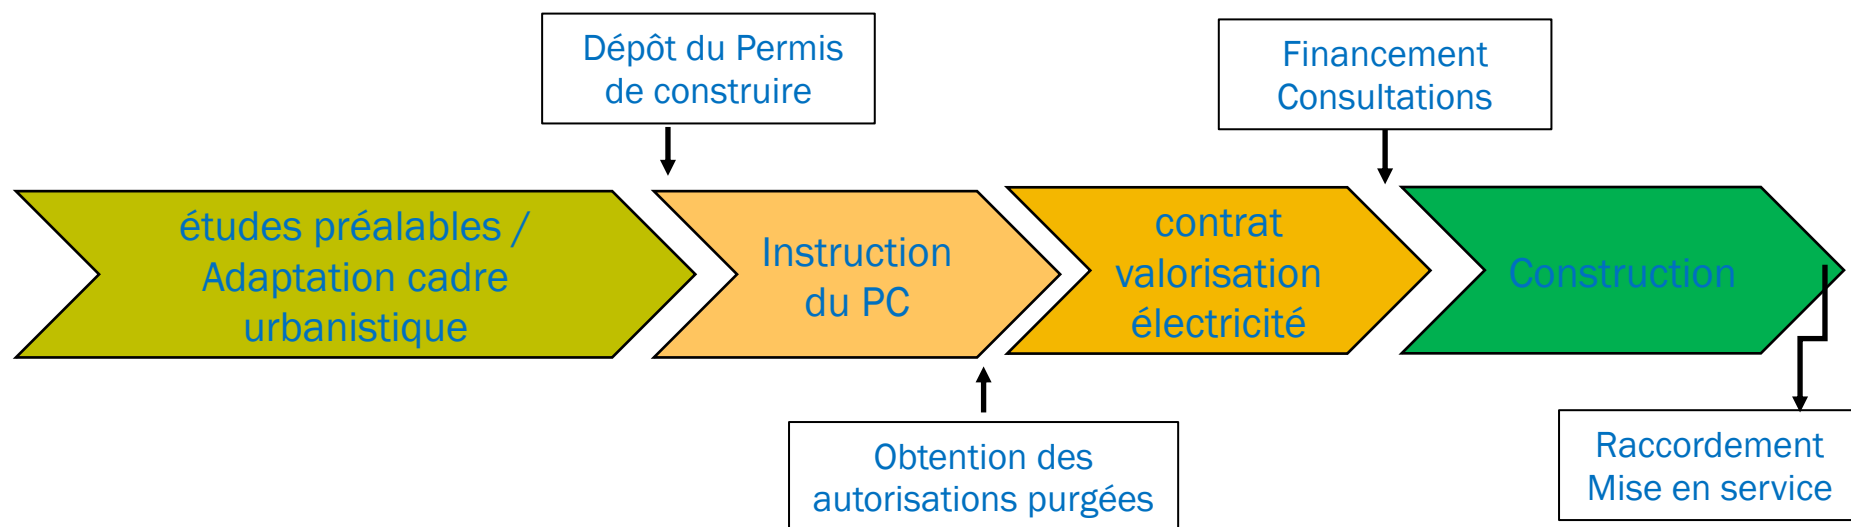 Dépôt du Permis
de construire
Financement
Consultations
études préalables /
Adaptation cadre
urbanistique
Instruction
du PC
contrat
valorisation
électricité
Construction
Obtention des
autorisations purgées
Raccordement
Mise en service